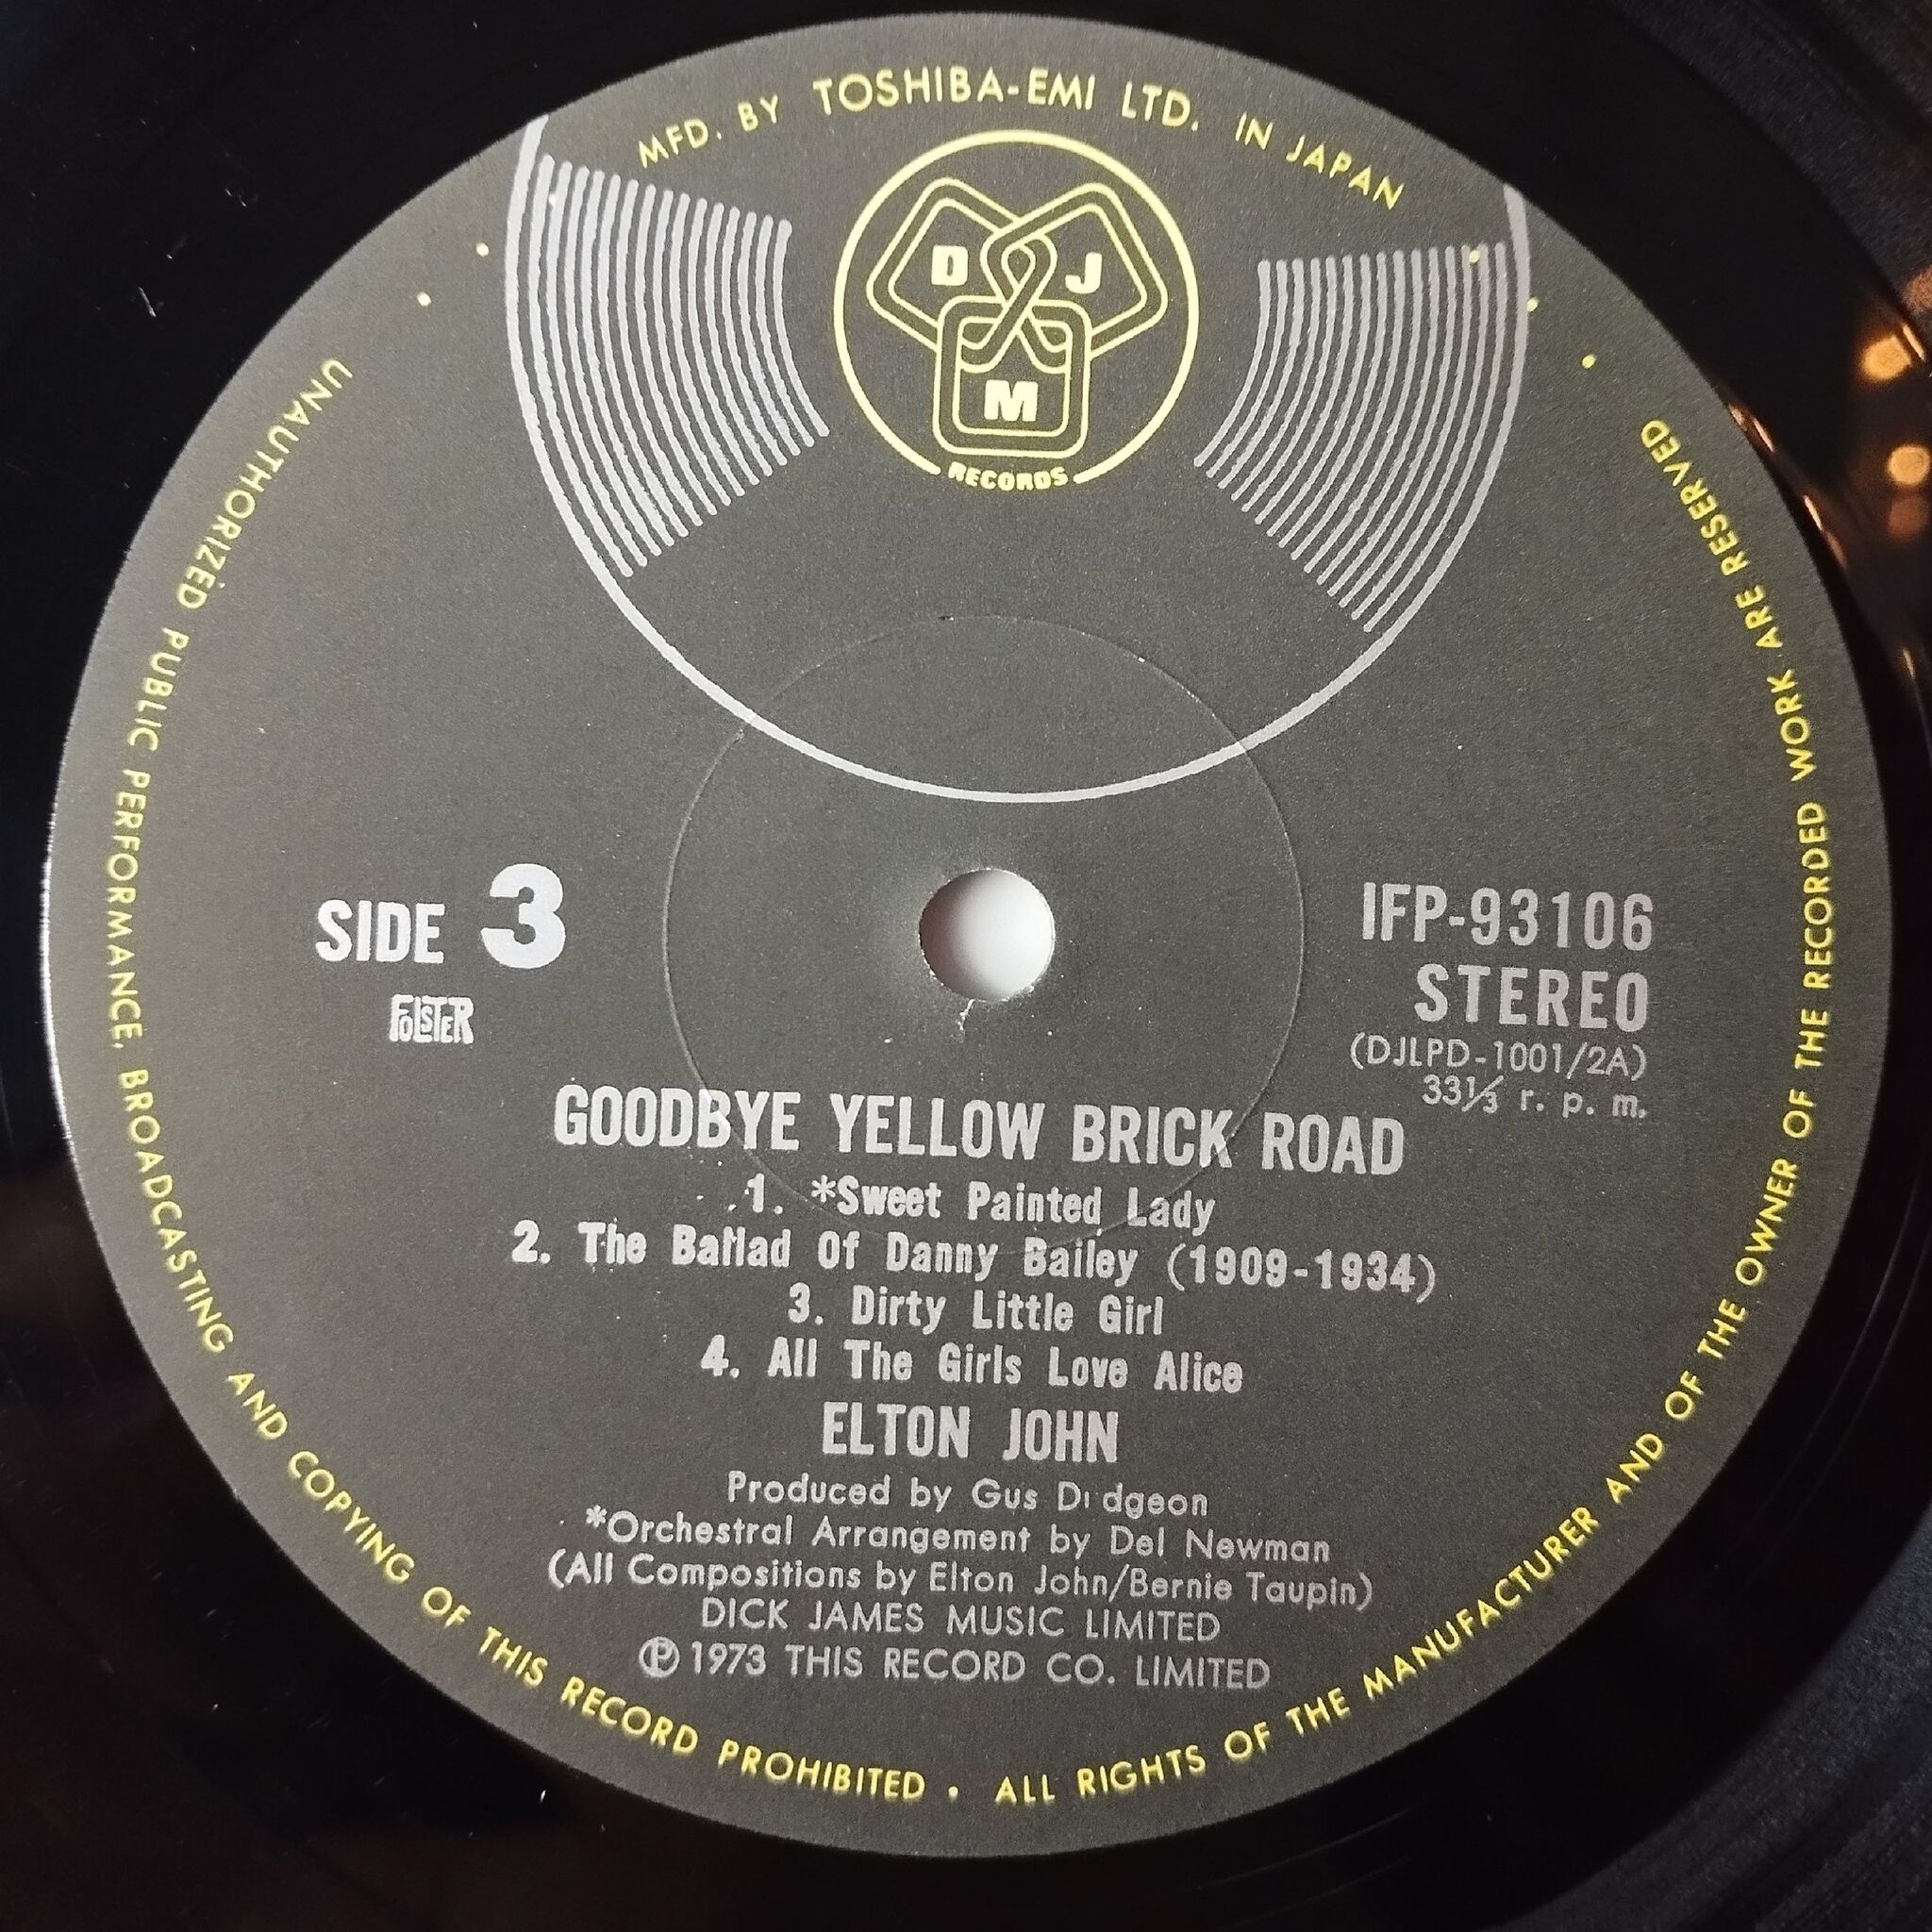 MFD. BY TOSHIBA-EMI LTD. IN JAPAN
D J
M
RECORDS
SIDE 3
FOLSTER
IFP-93106
STEREO
(DJLPD-1001/2A)
33⅓ r. p. m.
GOODBYE YELLOW BRICK ROAD
1. *Sweet Painted Lady
2. The Ballad Of Danny Bailey (1909-1934)
3. Dirty Little Girl
4. All The Girls Love Alice
ELTON JOHN
Produced by Gus Dudgeon
*Orchestral Arrangement by Del Newman
(All Compositions by Elton John/Bernie Taupin)
DICK JAMES MUSIC LIMITED
℗ 1973 THIS RECORD CO. LIMITED
UNAUTHORIZED PUBLIC PERFORMANCE, BROADCASTING AND COPYING OF THIS RECORD PROHIBITED • ALL RIGHTS OF THE MANUFACTURER AND OF THE OWNER OF THE RECORDED WORK ARE RESERVED